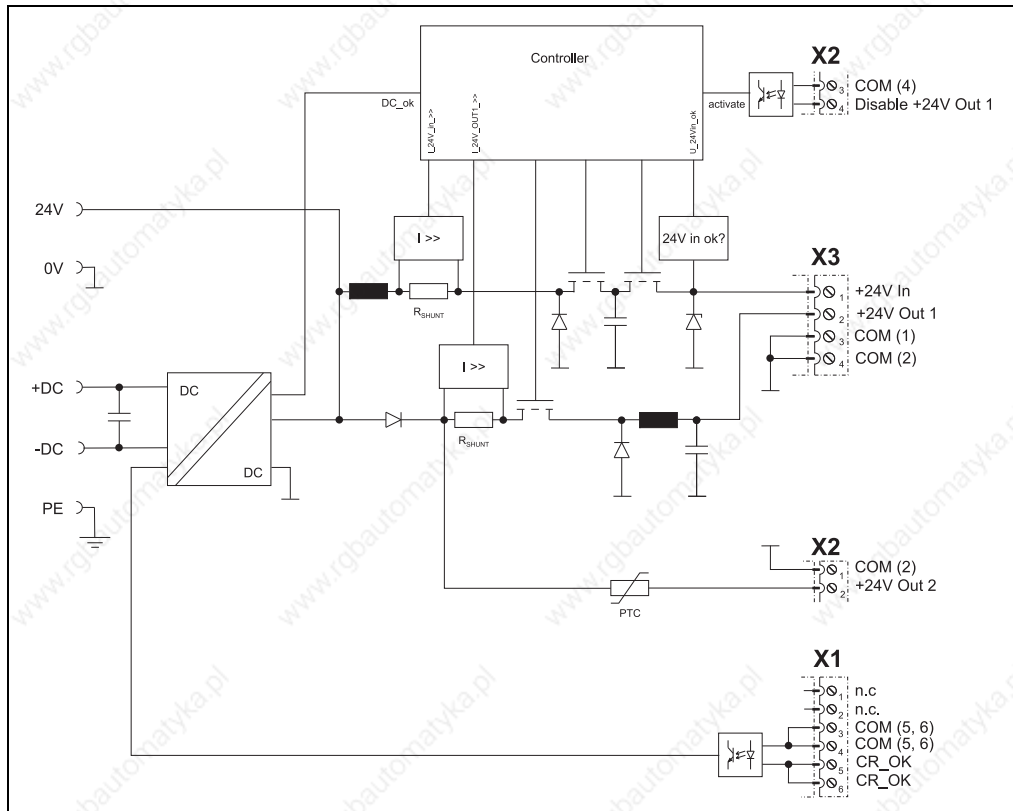 Controller
DC_ok
I_24V_in_>>
I_24V_OUT1_>>
activate
U_24Vin_ok
X2
3 COM (4)
4 Disable +24V Out 1
24V
0V
I >>
24V in ok?
R SHUNT
X3
1 +24V In
2 +24V Out 1
3 COM (1)
4 COM (2)
I >>
R SHUNT
+DC
-DC
DC
DC
PE
X2
1 COM (2)
2 +24V Out 2
PTC
X1
1 n.c
2 n.c.
3 COM (5, 6)
4 COM (5, 6)
5 CR_OK
6 CR_OK
www.rgbautomatyka.pl